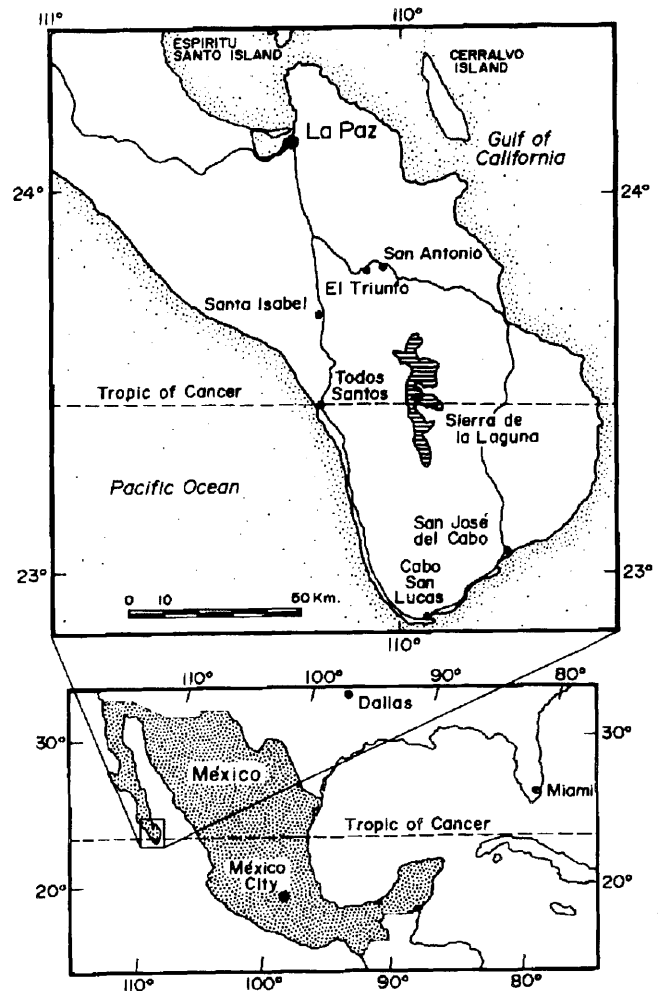 111°
110°
ESPIRITU
SANTO ISLAND
CERRALVO
ISLAND
La Paz
Gulf of
California
24°
24°
San Antonio
El Triunfo
Santa Isabel
Todos
Santos
Tropic of Cancer
Sierra de
la Laguna
Pacific Ocean
San José
del Cabo
Cabo
San
Lucas
23°
23°
0 10 50 Km.
110°
110°
100°
90°
80°
Dallas
30°
30°
México
Miami
Tropic of Cancer
México
City
20°
20°
110°
100°
90°
80°